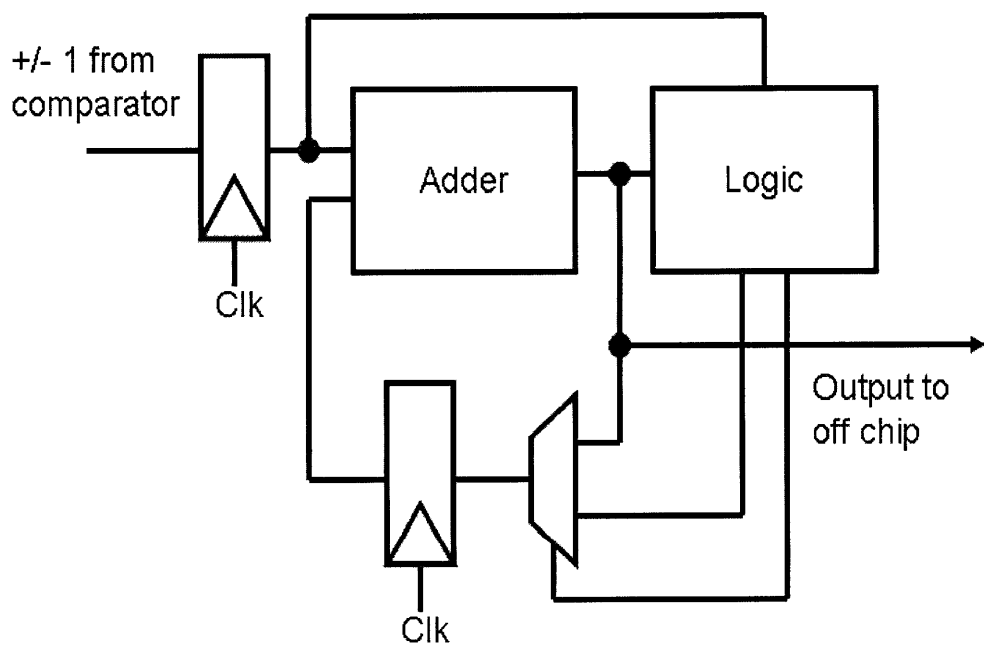 +/- 1 from
comparator
Adder
Logic
Clk
Output to
off chip
Clk